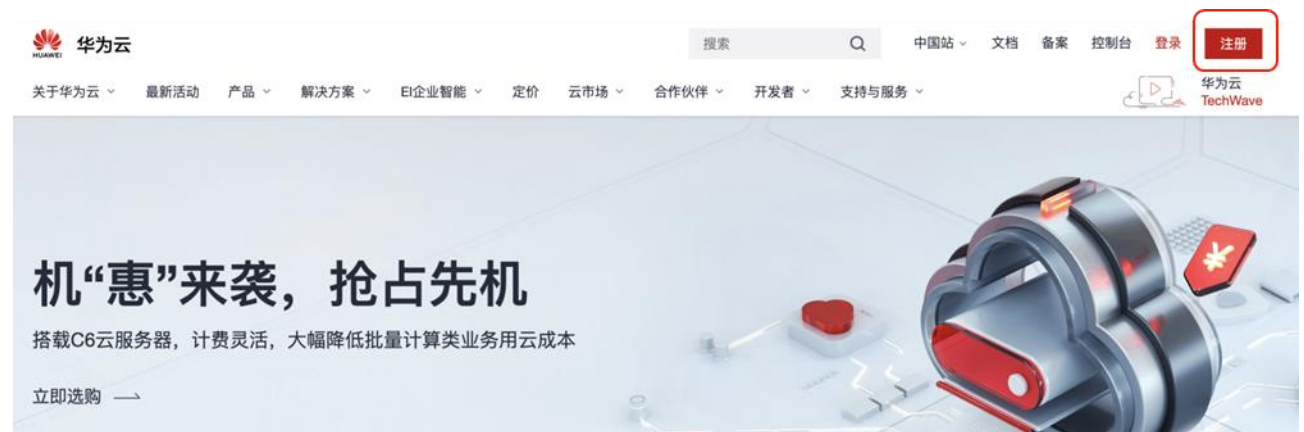 HUAWEI 华为云 搜索 中国站 文档 备案 控制台 登录 注册
关于华为云 最新活动 产品 解决方案 EI企业智能 定价 云市场 合作伙伴 开发者 支持与服务 华为云
TechWave
机“惠”来袭，抢占先机
搭载C6云服务器，计费灵活，大幅降低批量计算类业务用云成本
立即选购
¥